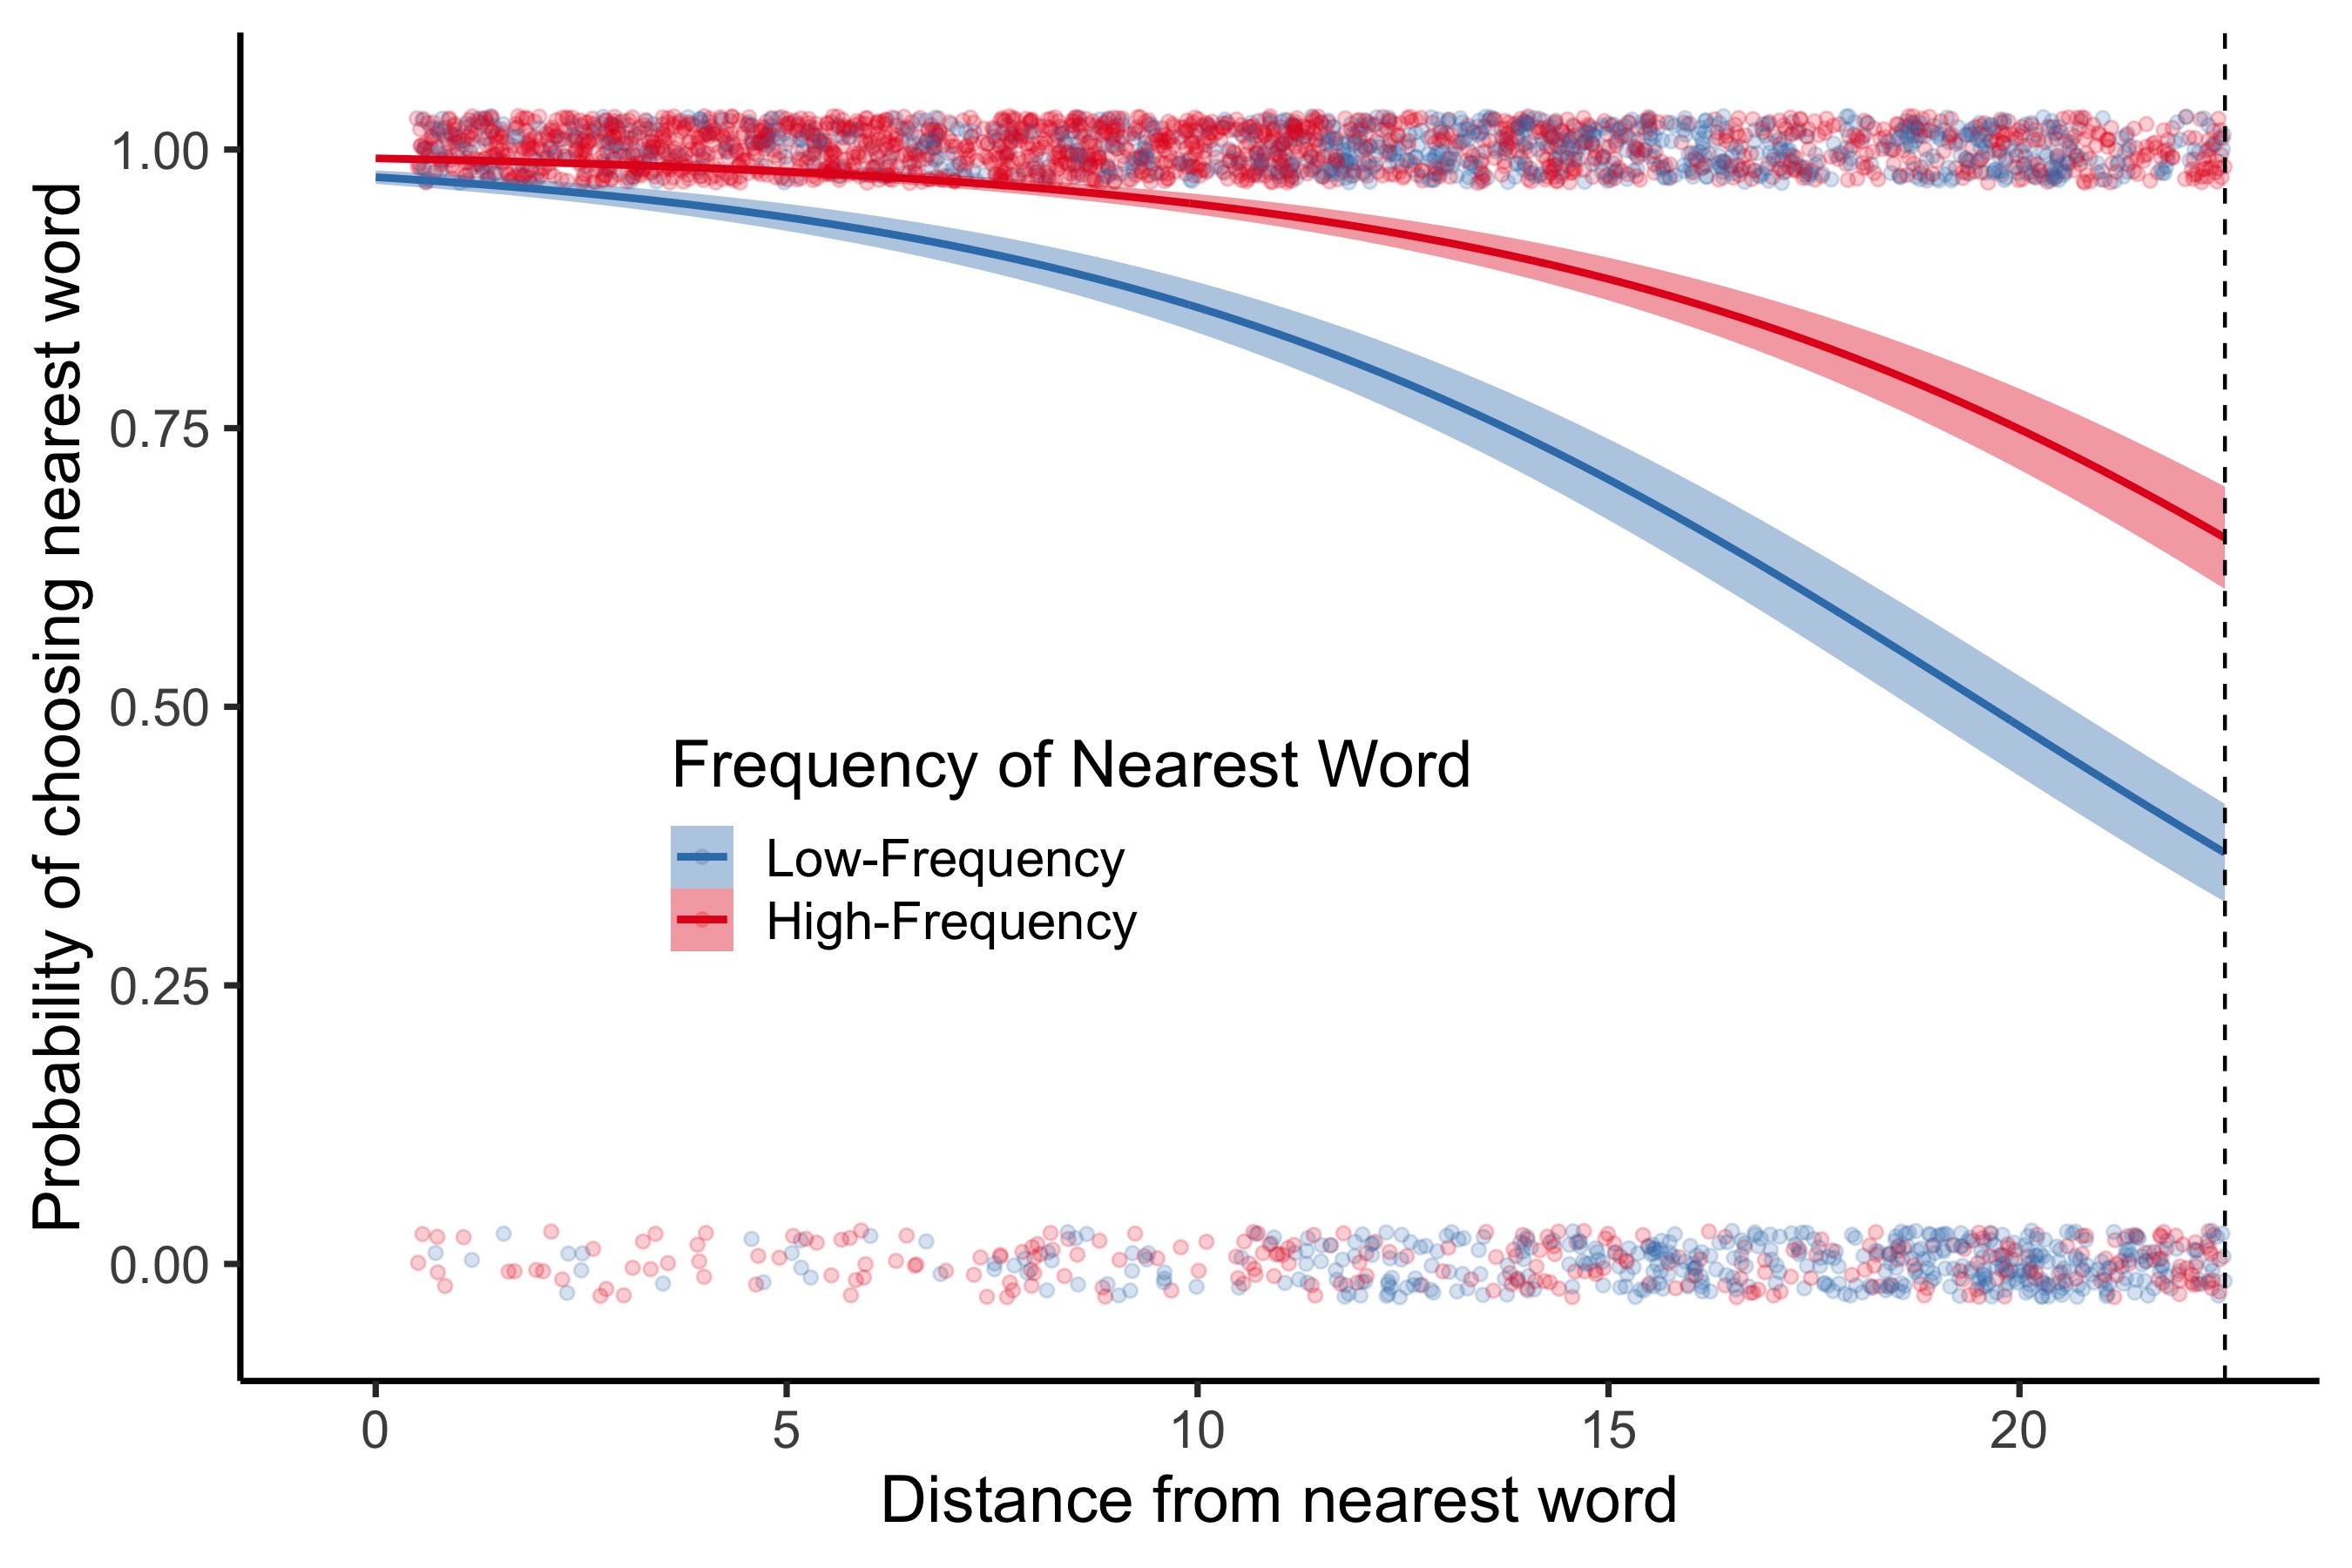 Probability of choosing nearest word
1.00
0.75
0.50
0.25
0.00
Frequency of Nearest Word
Low-Frequency
High-Frequency
0 5 10 15 20
Distance from nearest word